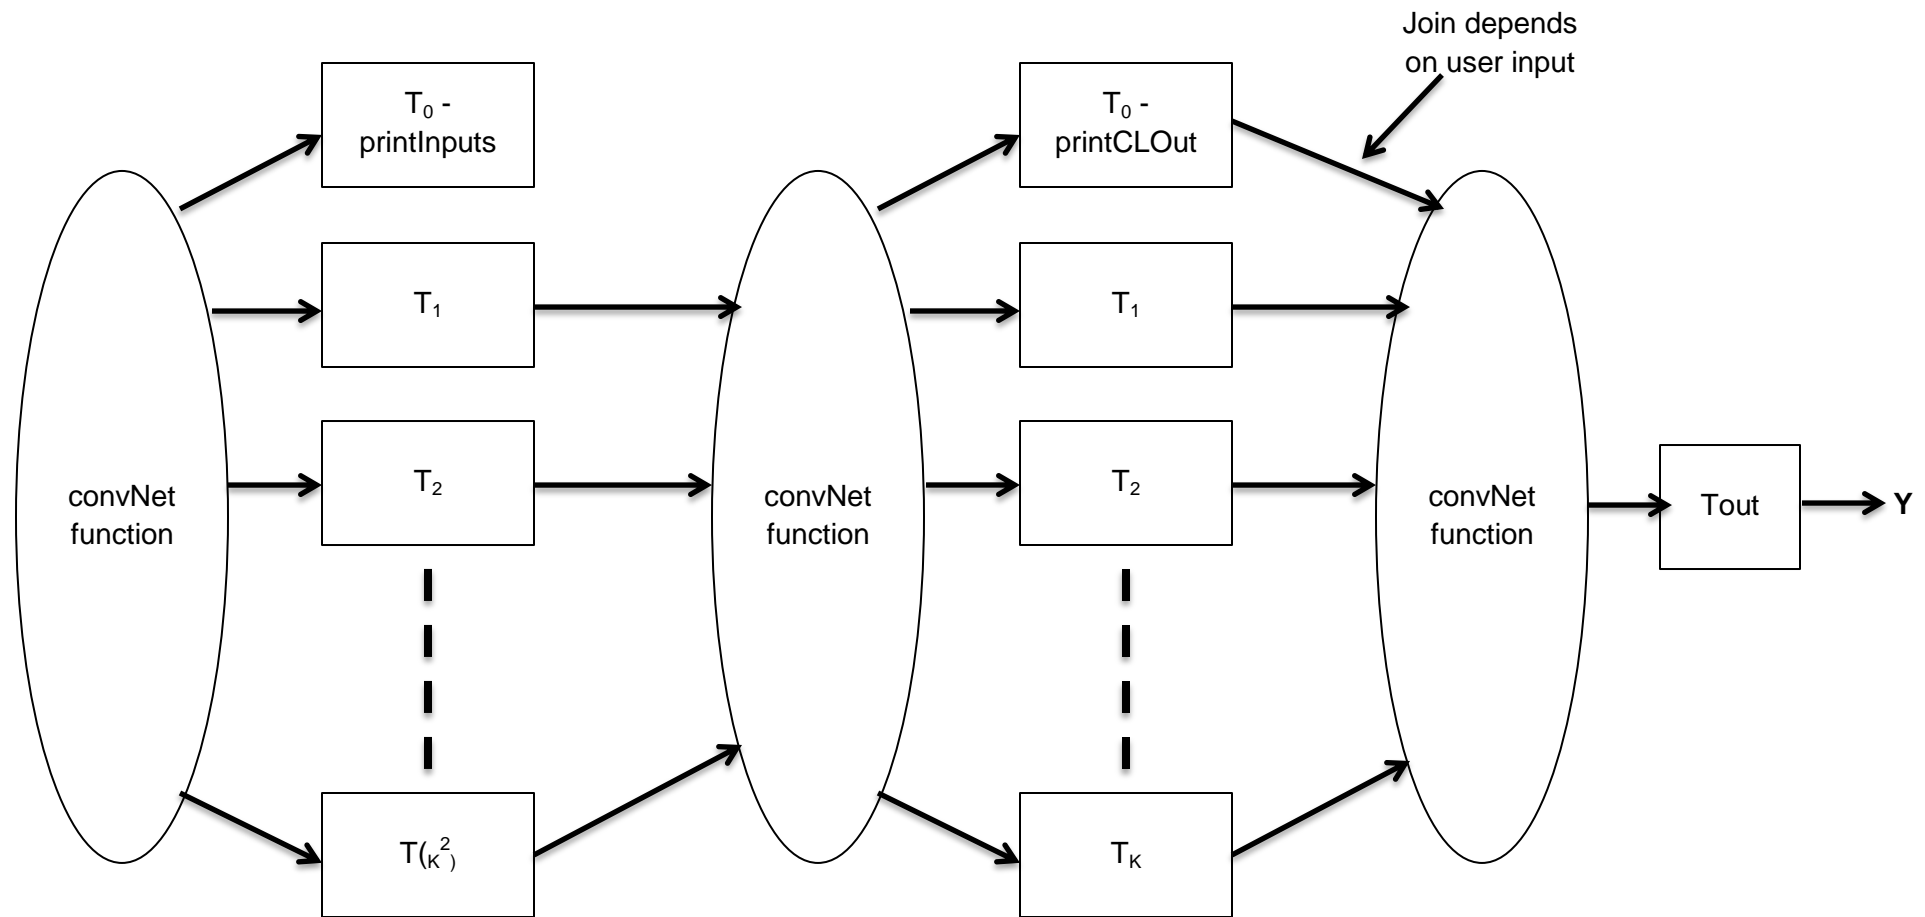 Join depends
on user input
T₀ -
printInputs
T₀ -
printCLOut
T₁
T₁
convNet
function
T₂
convNet
function
T₂
convNet
function
Tout
Y
T(K²)
TK